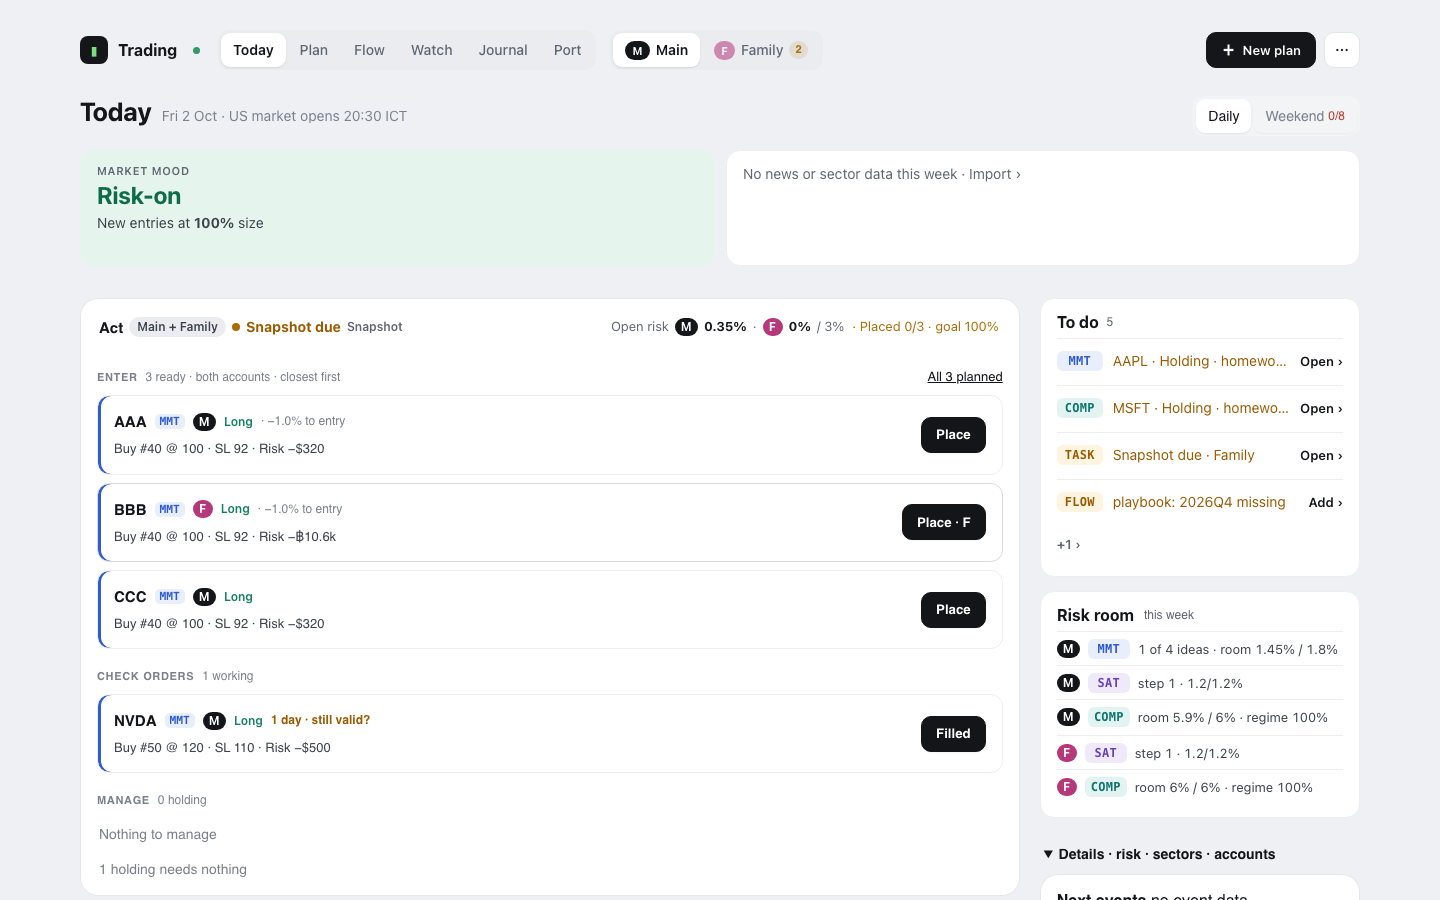 Trading
Today Plan Flow Watch Journal Port
M Main F Family 2
+ New plan
···
Today Fri 2 Oct · US market opens 20:30 ICT
Daily Weekend 0/8
MARKET MOOD
Risk-on
New entries at 100% size
No news or sector data this week · Import ›
Act Main + Family Snapshot due Snapshot
Open risk M 0.35% · F 0% / 3% · Placed 0/3 · goal 100%
ENTER 3 ready · both accounts · closest first
All 3 planned
AAA MMT M Long · −1.0% to entry
Buy #40 @ 100 · SL 92 · Risk −$320
Place
BBB MMT F Long · −1.0% to entry
Buy #40 @ 100 · SL 92 · Risk −฿10.6k
Place · F
CCC MMT M Long
Buy #40 @ 100 · SL 92 · Risk −$320
Place
CHECK ORDERS 1 working
NVDA MMT M Long 1 day · still valid?
Buy #50 @ 120 · SL 110 · Risk −$500
Filled
MANAGE 0 holding
Nothing to manage
1 holding needs nothing
To do 5
MMT AAPL · Holding · homewo... Open ›
COMP MSFT · Holding · homewo... Open ›
TASK Snapshot due · Family Open ›
FLOW playbook: 2026Q4 missing Add ›
+1 ›
Risk room this week
M MMT 1 of 4 ideas · room 1.45% / 1.8%
M SAT step 1 · 1.2/1.2%
M COMP room 5.9% / 6% · regime 100%
F SAT step 1 · 1.2/1.2%
F COMP room 6% / 6% · regime 100%
▼ Details · risk · sectors · accounts
Next events no event data